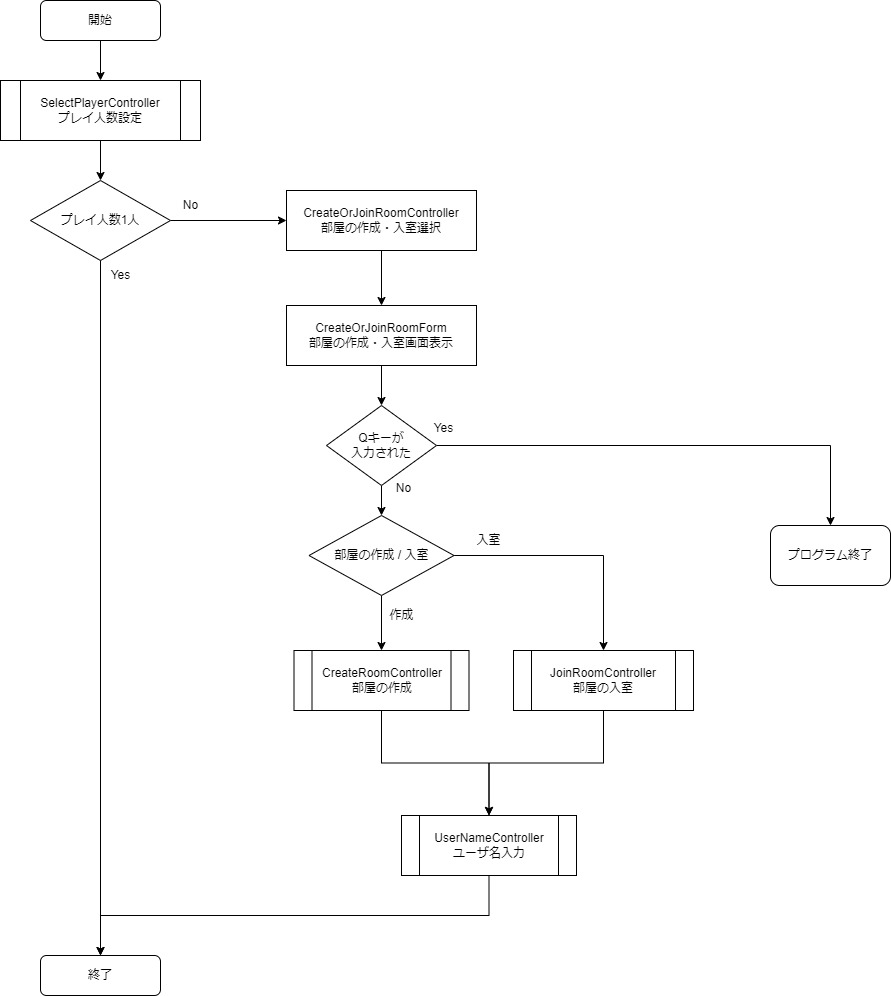 開始
SelectPlayerController
プレイ人数設定
プレイ人数1人
No
Yes
CreateOrJoinRoomController
部屋の作成・入室選択
CreateOrJoinRoomForm
部屋の作成・入室画面表示
Qキーが
入力された
Yes
No
プログラム終了
部屋の作成 / 入室
入室
作成
CreateRoomController
部屋の作成
JoinRoomController
部屋の入室
UserNameController
ユーザ名入力
終了